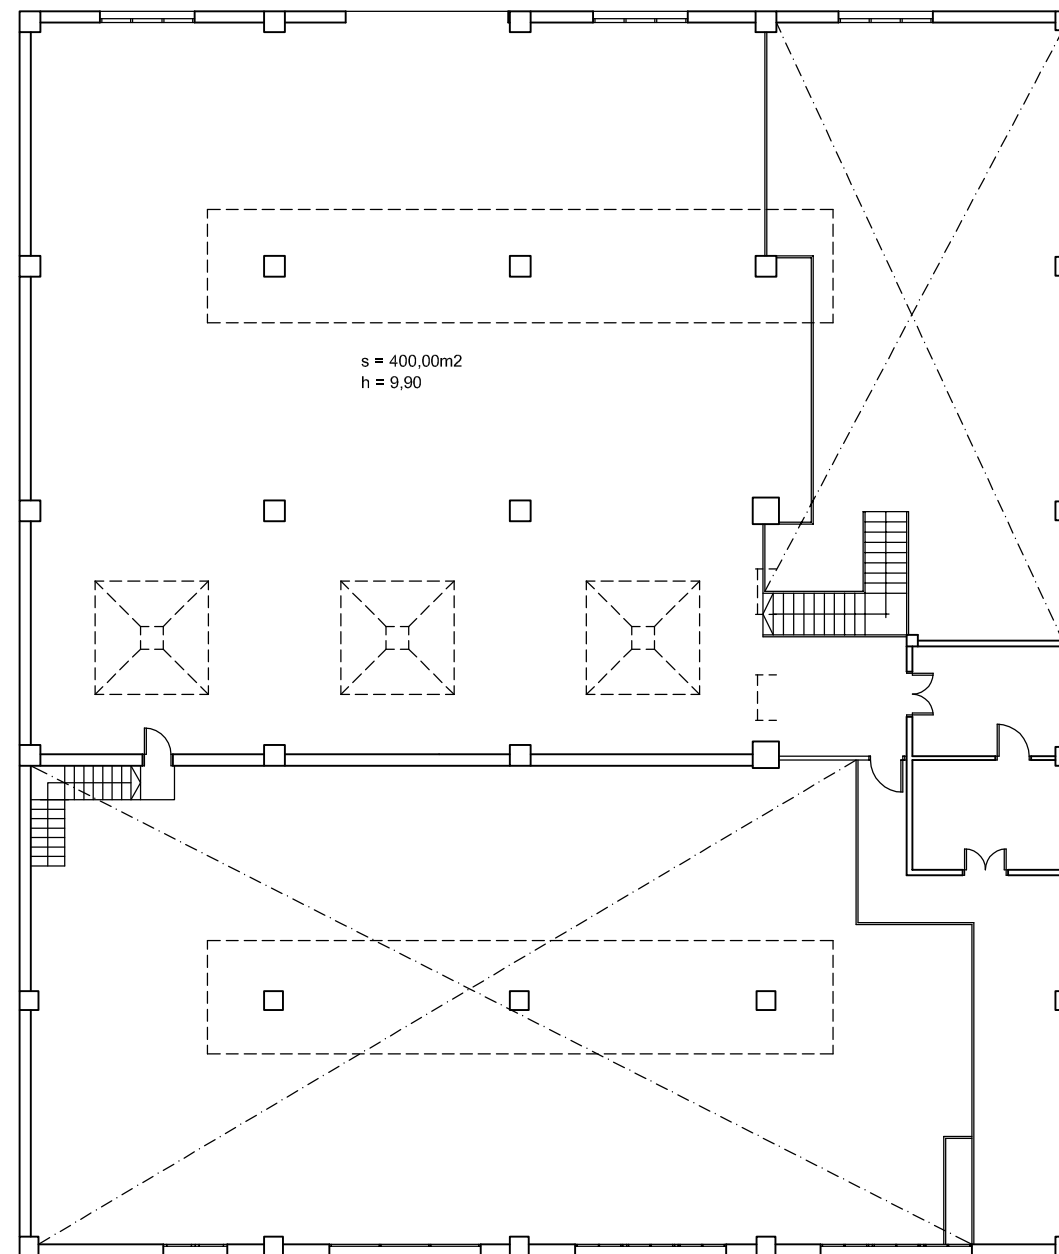 s = 400,00m2
h = 9,90